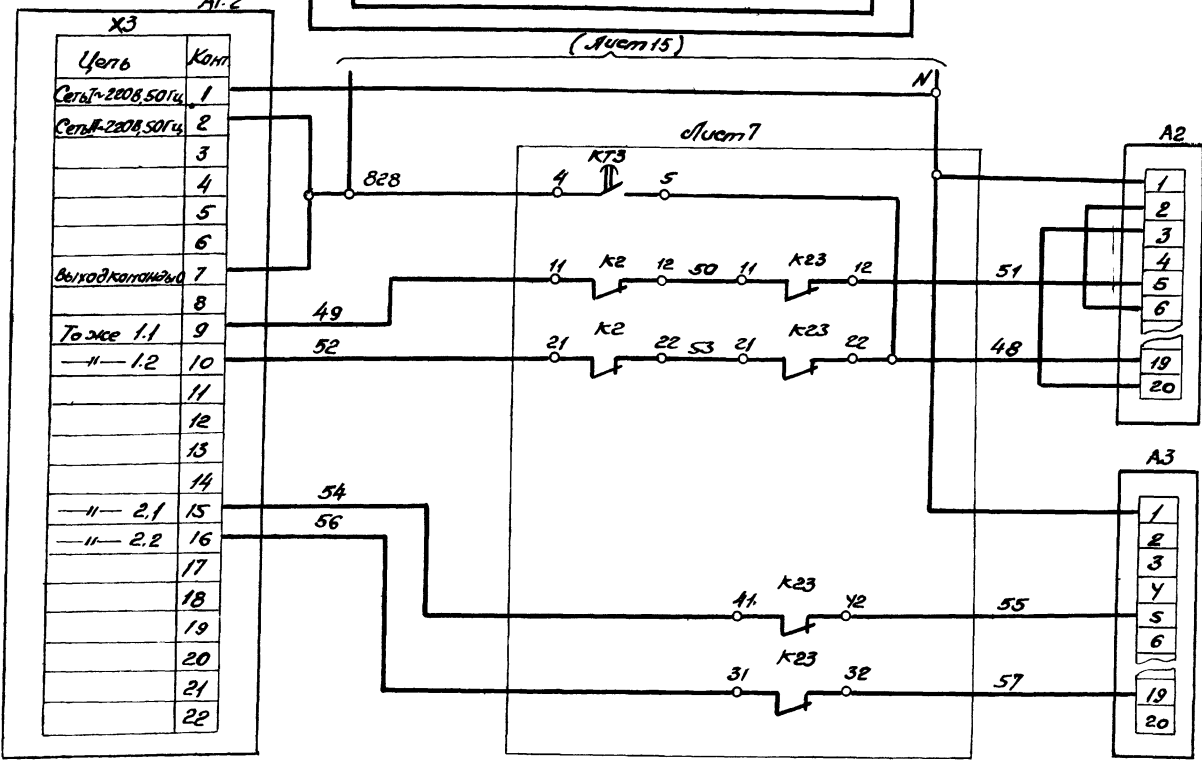 А1.2
X3
(Лист 15)
Цепь Конт
Сеть I~220В,50Гц 1
Сеть II~220В,50Гц 2
3
4
5
6
Выход команды 0 7
8
То же 1.1 9
—〃— 1.2 10
11
12
13
14
—〃— 2.1 15
—〃— 2.2 16
17
18
19
20
21
22
N
Лист 7
828
4 КТ3 5
11 К2 12 50 11 К23 12 51
49
21 К2 22 53 21 К23 22 48
52
54
56
41 К23 42 55
31 К23 32 57
А2
1
2
3
4
5
6
19
20
А3
1
2
3
4
5
6
19
20